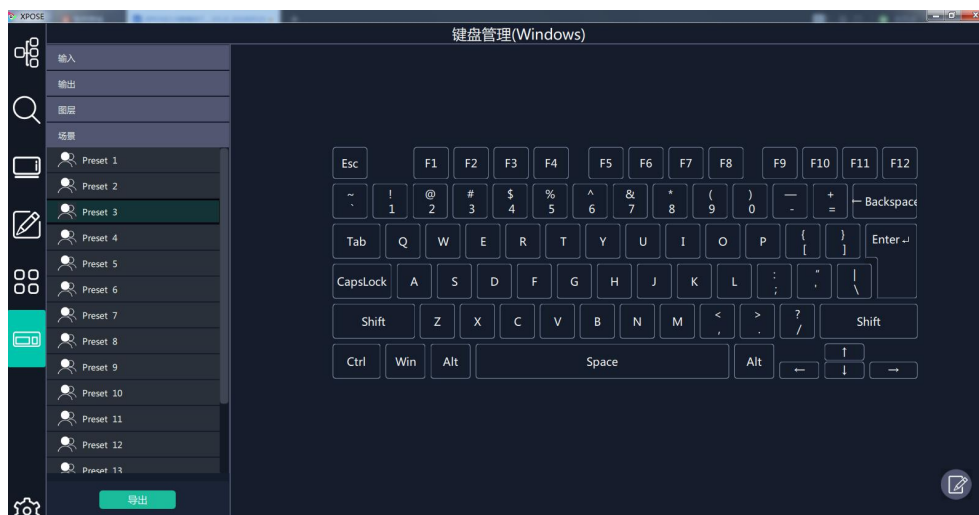 XPOSE
键盘管理(Windows)
输入
输出
图层
场景
Preset 1
Preset 2
Preset 3
Preset 4
Preset 5
Preset 6
Preset 7
Preset 8
Preset 9
Preset 10
Preset 11
Preset 12
Preset 13
导出
Esc F1 F2 F3 F4 F5 F6 F7 F8 F9 F10 F11 F12
~ ! @ # $ % ^ & * ( ) — +
` 1 2 3 4 5 6 7 8 9 0 - = ← Backspace
Tab Q W E R T Y U I O P { [ } ] Enter ↵
CapsLock A S D F G H J K L : ; " ' | \
Shift Z X C V B N M < , > . ? / Shift
Ctrl Win Alt Space Alt ← ↑ ↓ →